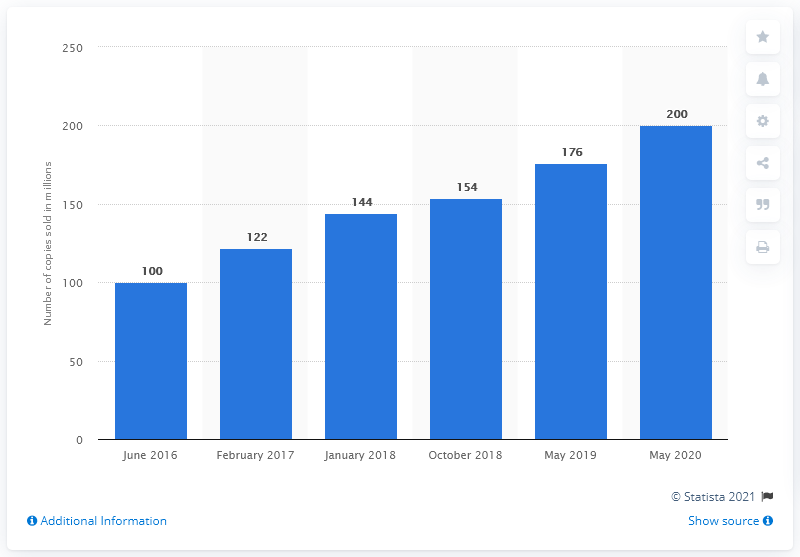 250
200
150
100
50
0
Number of copies sold in millions
100
122
144
154
176
200
June 2016
February 2017
January 2018
October 2018
May 2019
May 2020
© Statista 2021
Additional Information
Show source